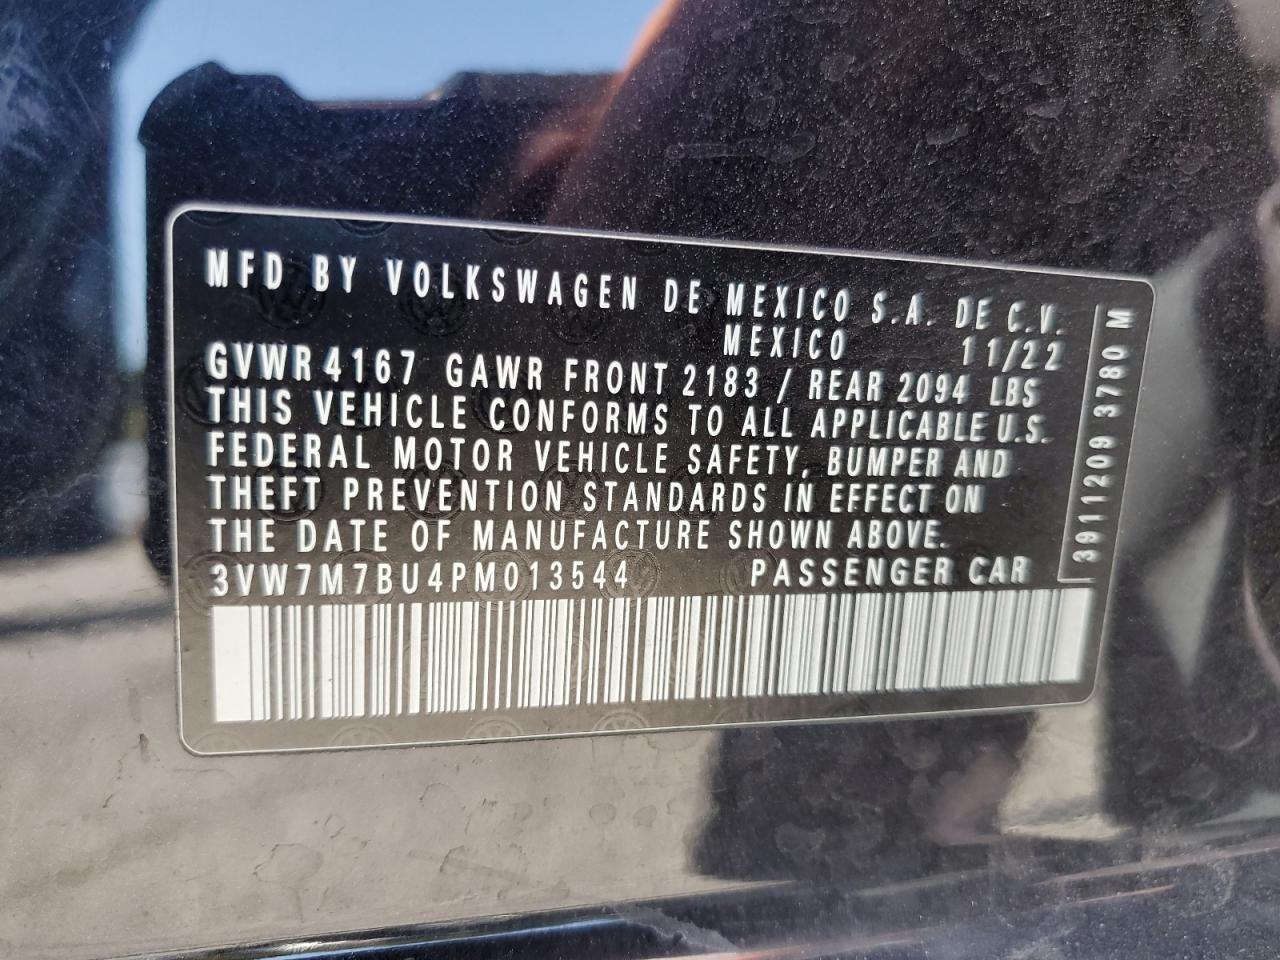 MFD BY VOLKSWAGEN DE MEXICO S.A. DE C.V.
MEXICO 11/22
GVWR 4167 GAWR FRONT 2183 / REAR 2094 LBS
THIS VEHICLE CONFORMS TO ALL APPLICABLE U.S.
FEDERAL MOTOR VEHICLE SAFETY, BUMPER AND
THEFT PREVENTION STANDARDS IN EFFECT ON
THE DATE OF MANUFACTURE SHOWN ABOVE.
3VW7M7BU4PM013544 PASSENGER CAR
3911209 3780 M